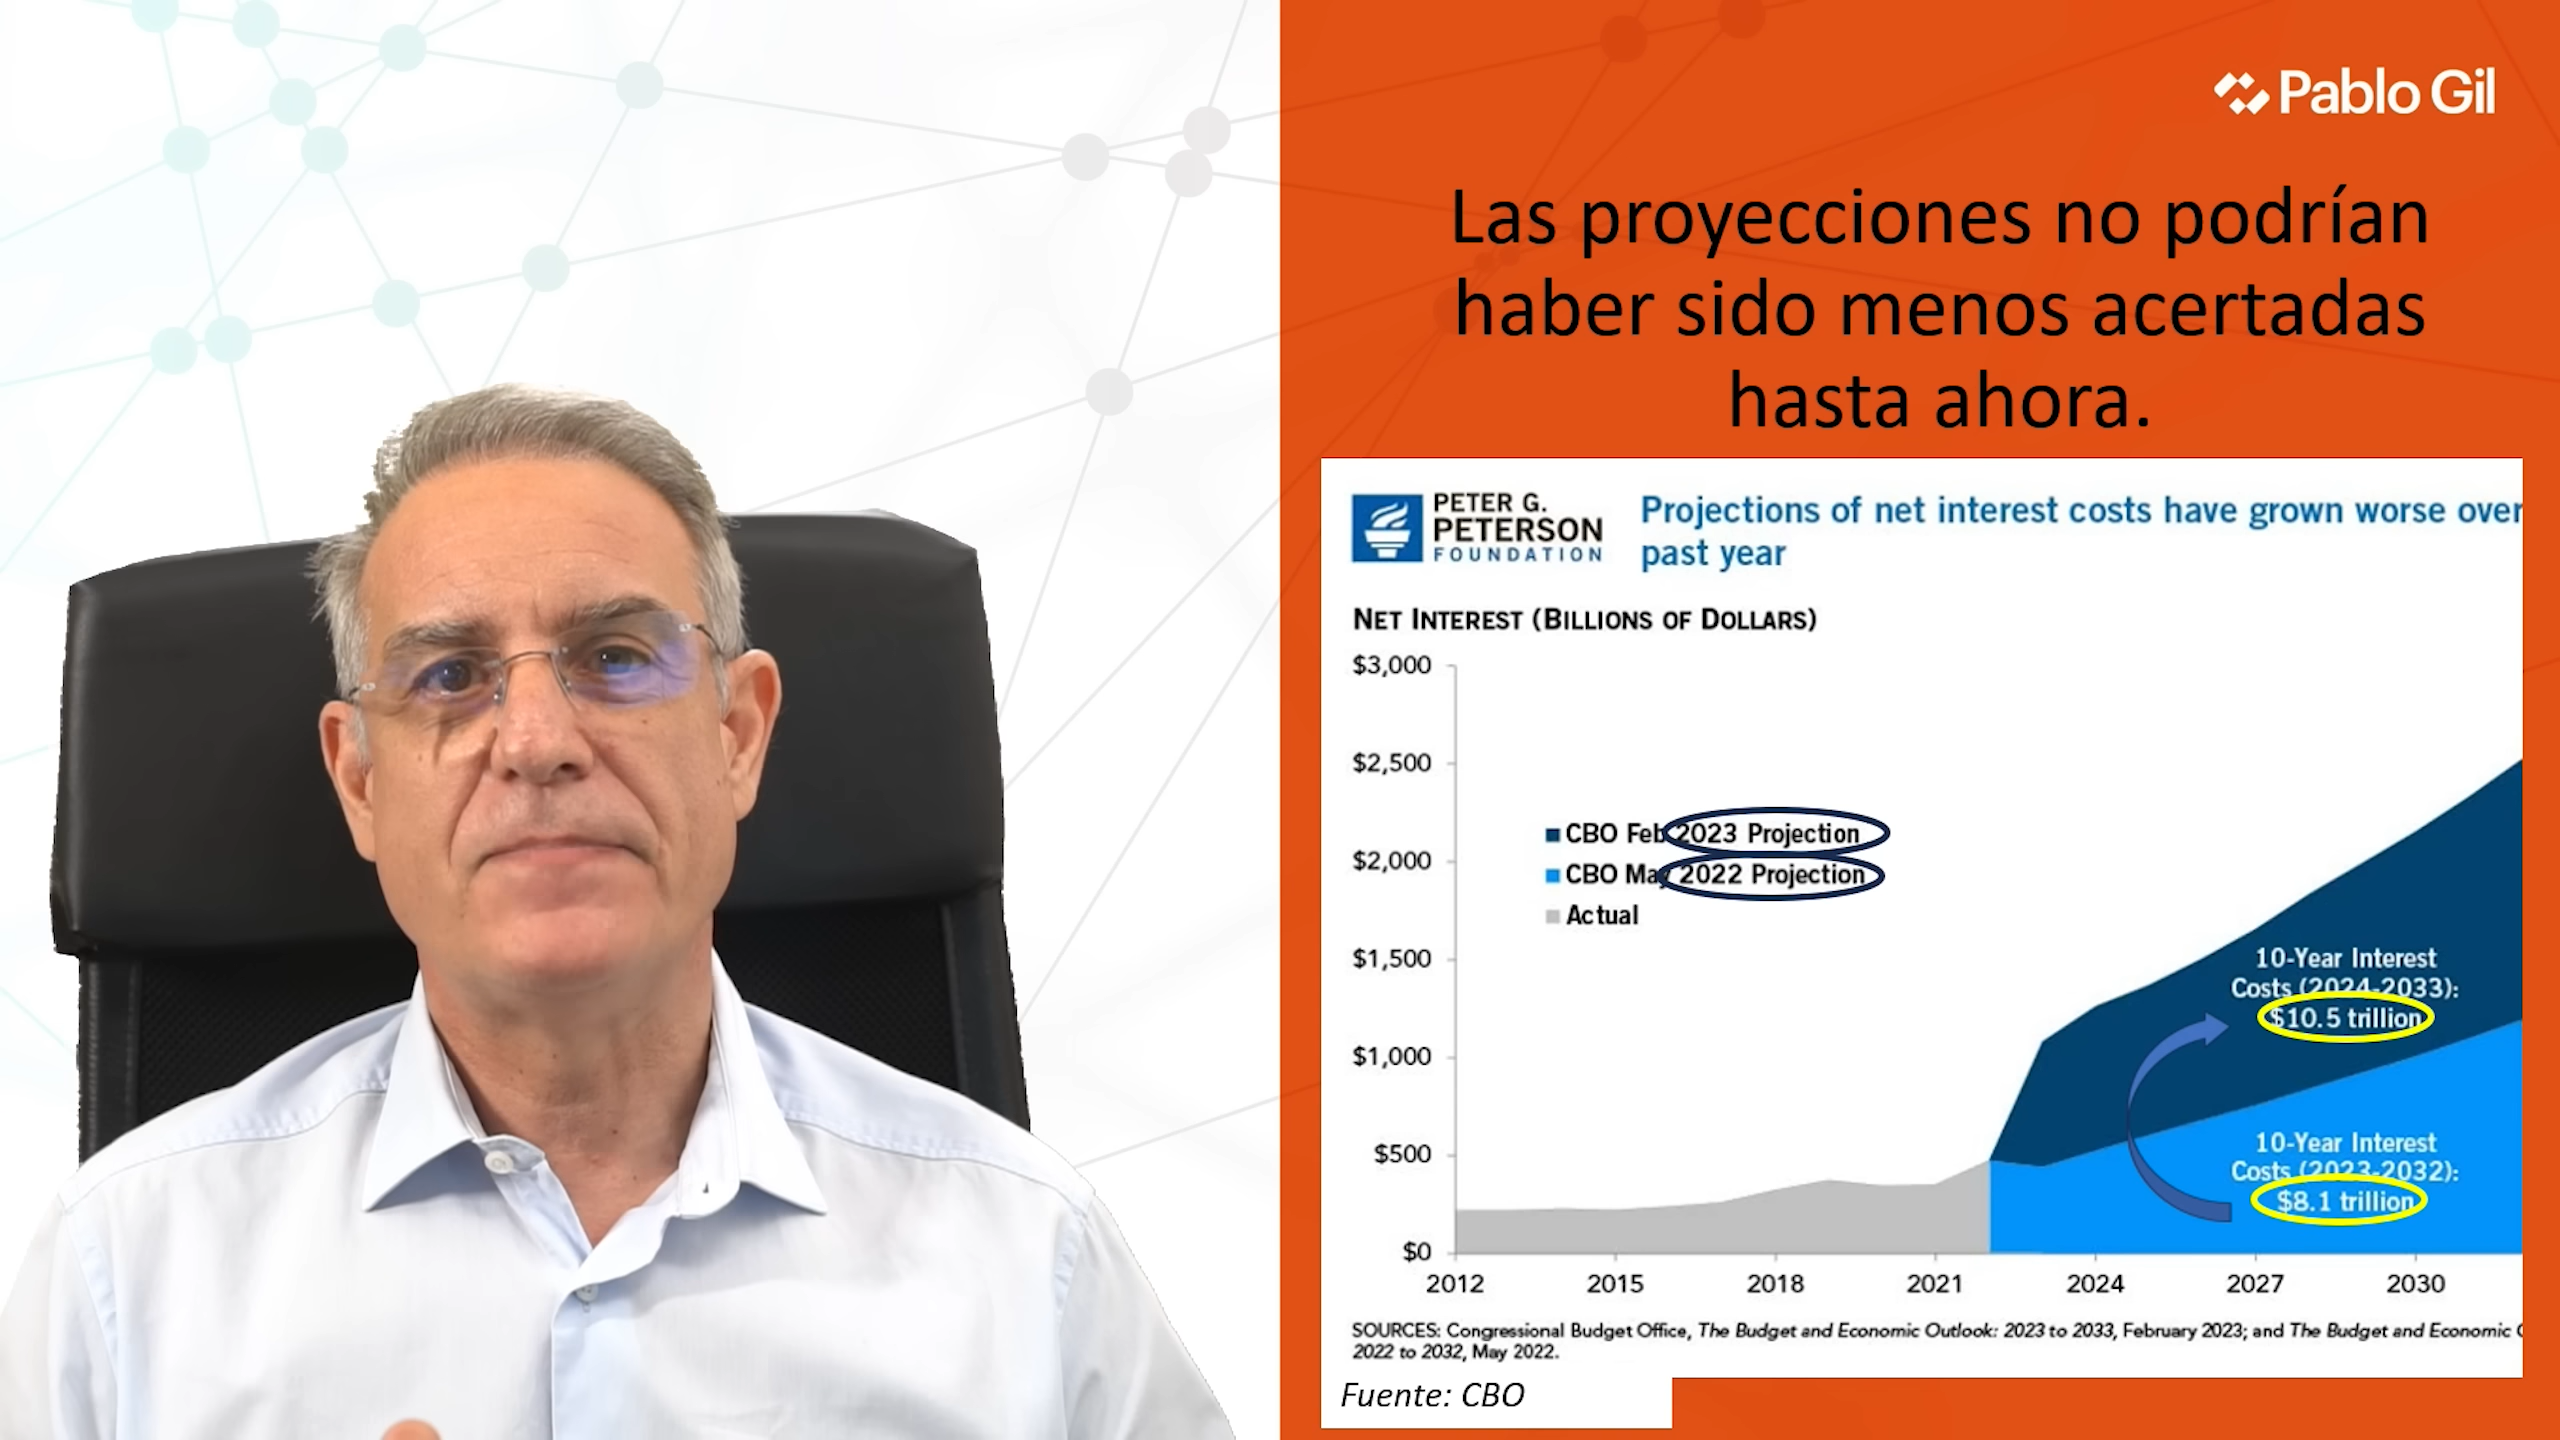 Pablo Gil
Las proyecciones no podrían
haber sido menos acertadas
hasta ahora.
PETER G.
PETERSON
FOUNDATION
Projections of net interest costs have grown worse over
past year
NET INTEREST (BILLIONS OF DOLLARS)
$3,000
$2,500
$2,000
$1,500
$1,000
$500
$0
CBO Feb 2023 Projection
CBO May 2022 Projection
Actual
10-Year Interest
Costs (2024-2033):
$10.5 trillion
10-Year Interest
Costs (2023-2032):
$8.1 trillion
2012 2015 2018 2021 2024 2027 2030
SOURCES: Congressional Budget Office, The Budget and Economic Outlook: 2023 to 2033, February 2023; and The Budget and Economic
2022 to 2032, May 2022.
Fuente: CBO